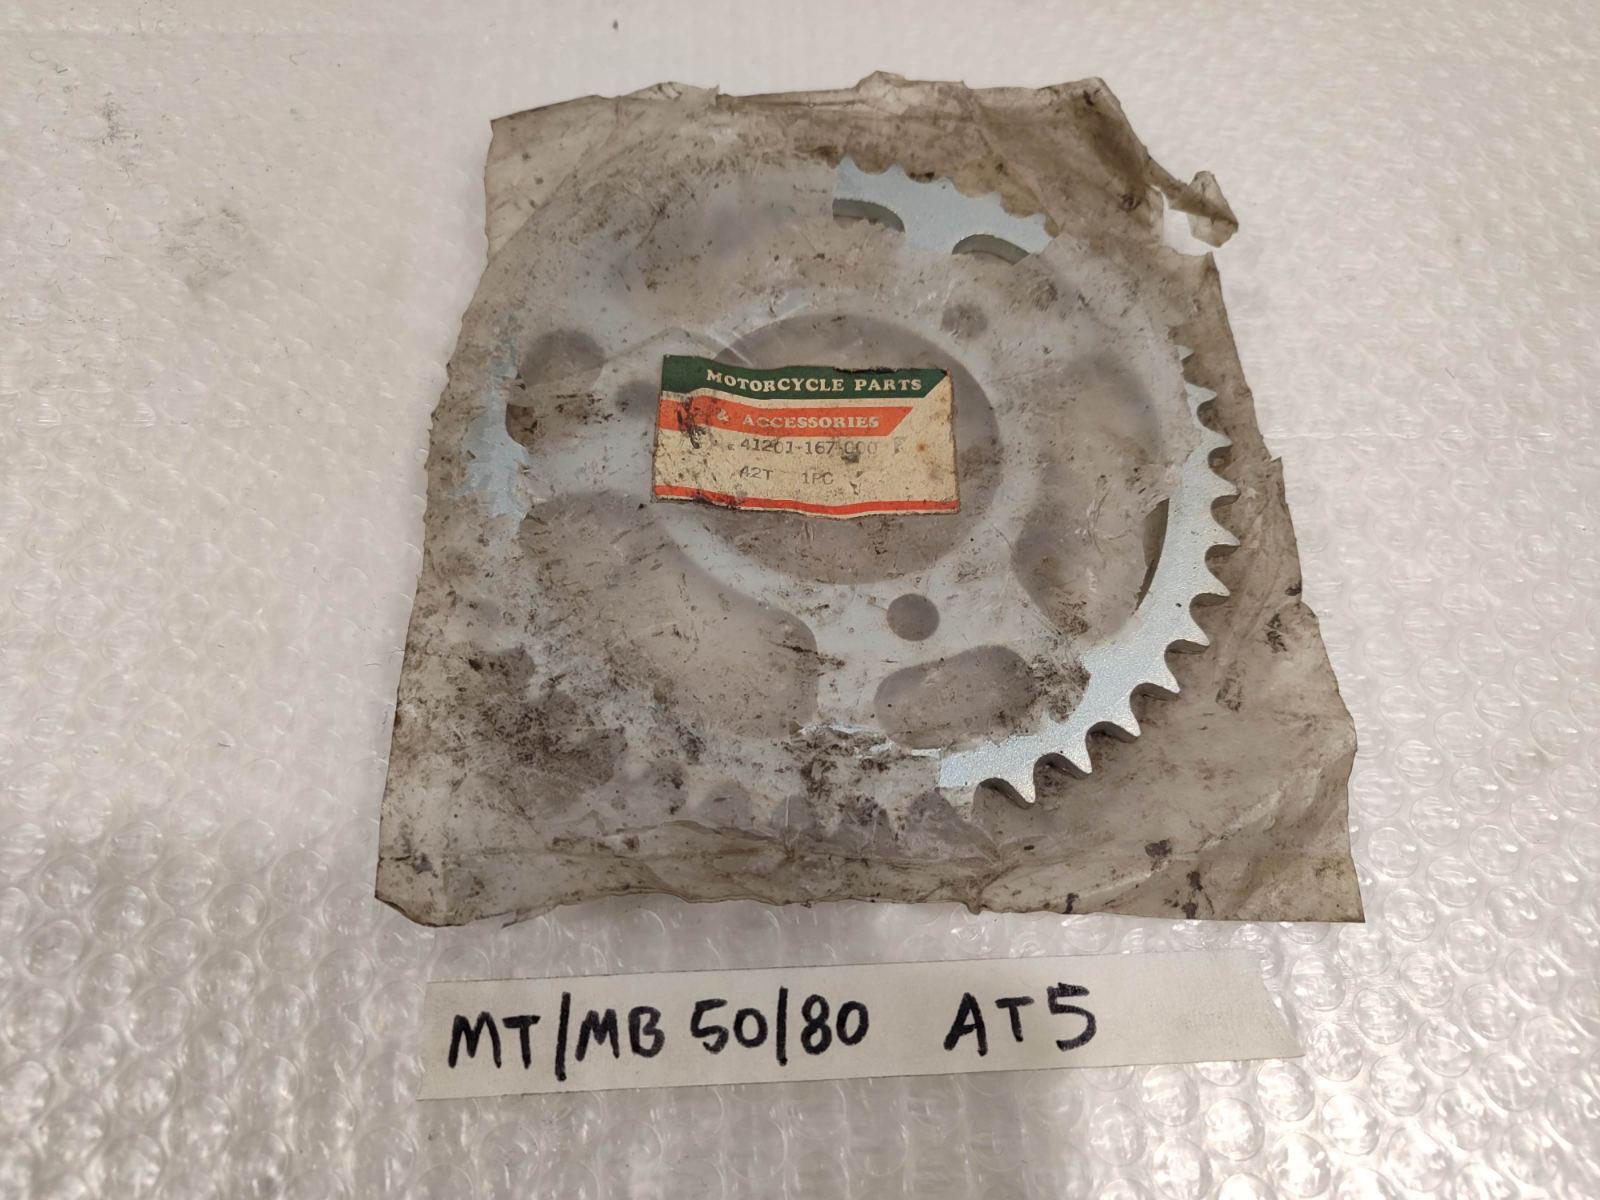 MOTORCYCLE PARTS
& ACCESSORIES
41201-167-000
42T 1PC
MT/MB 50/80 AT5